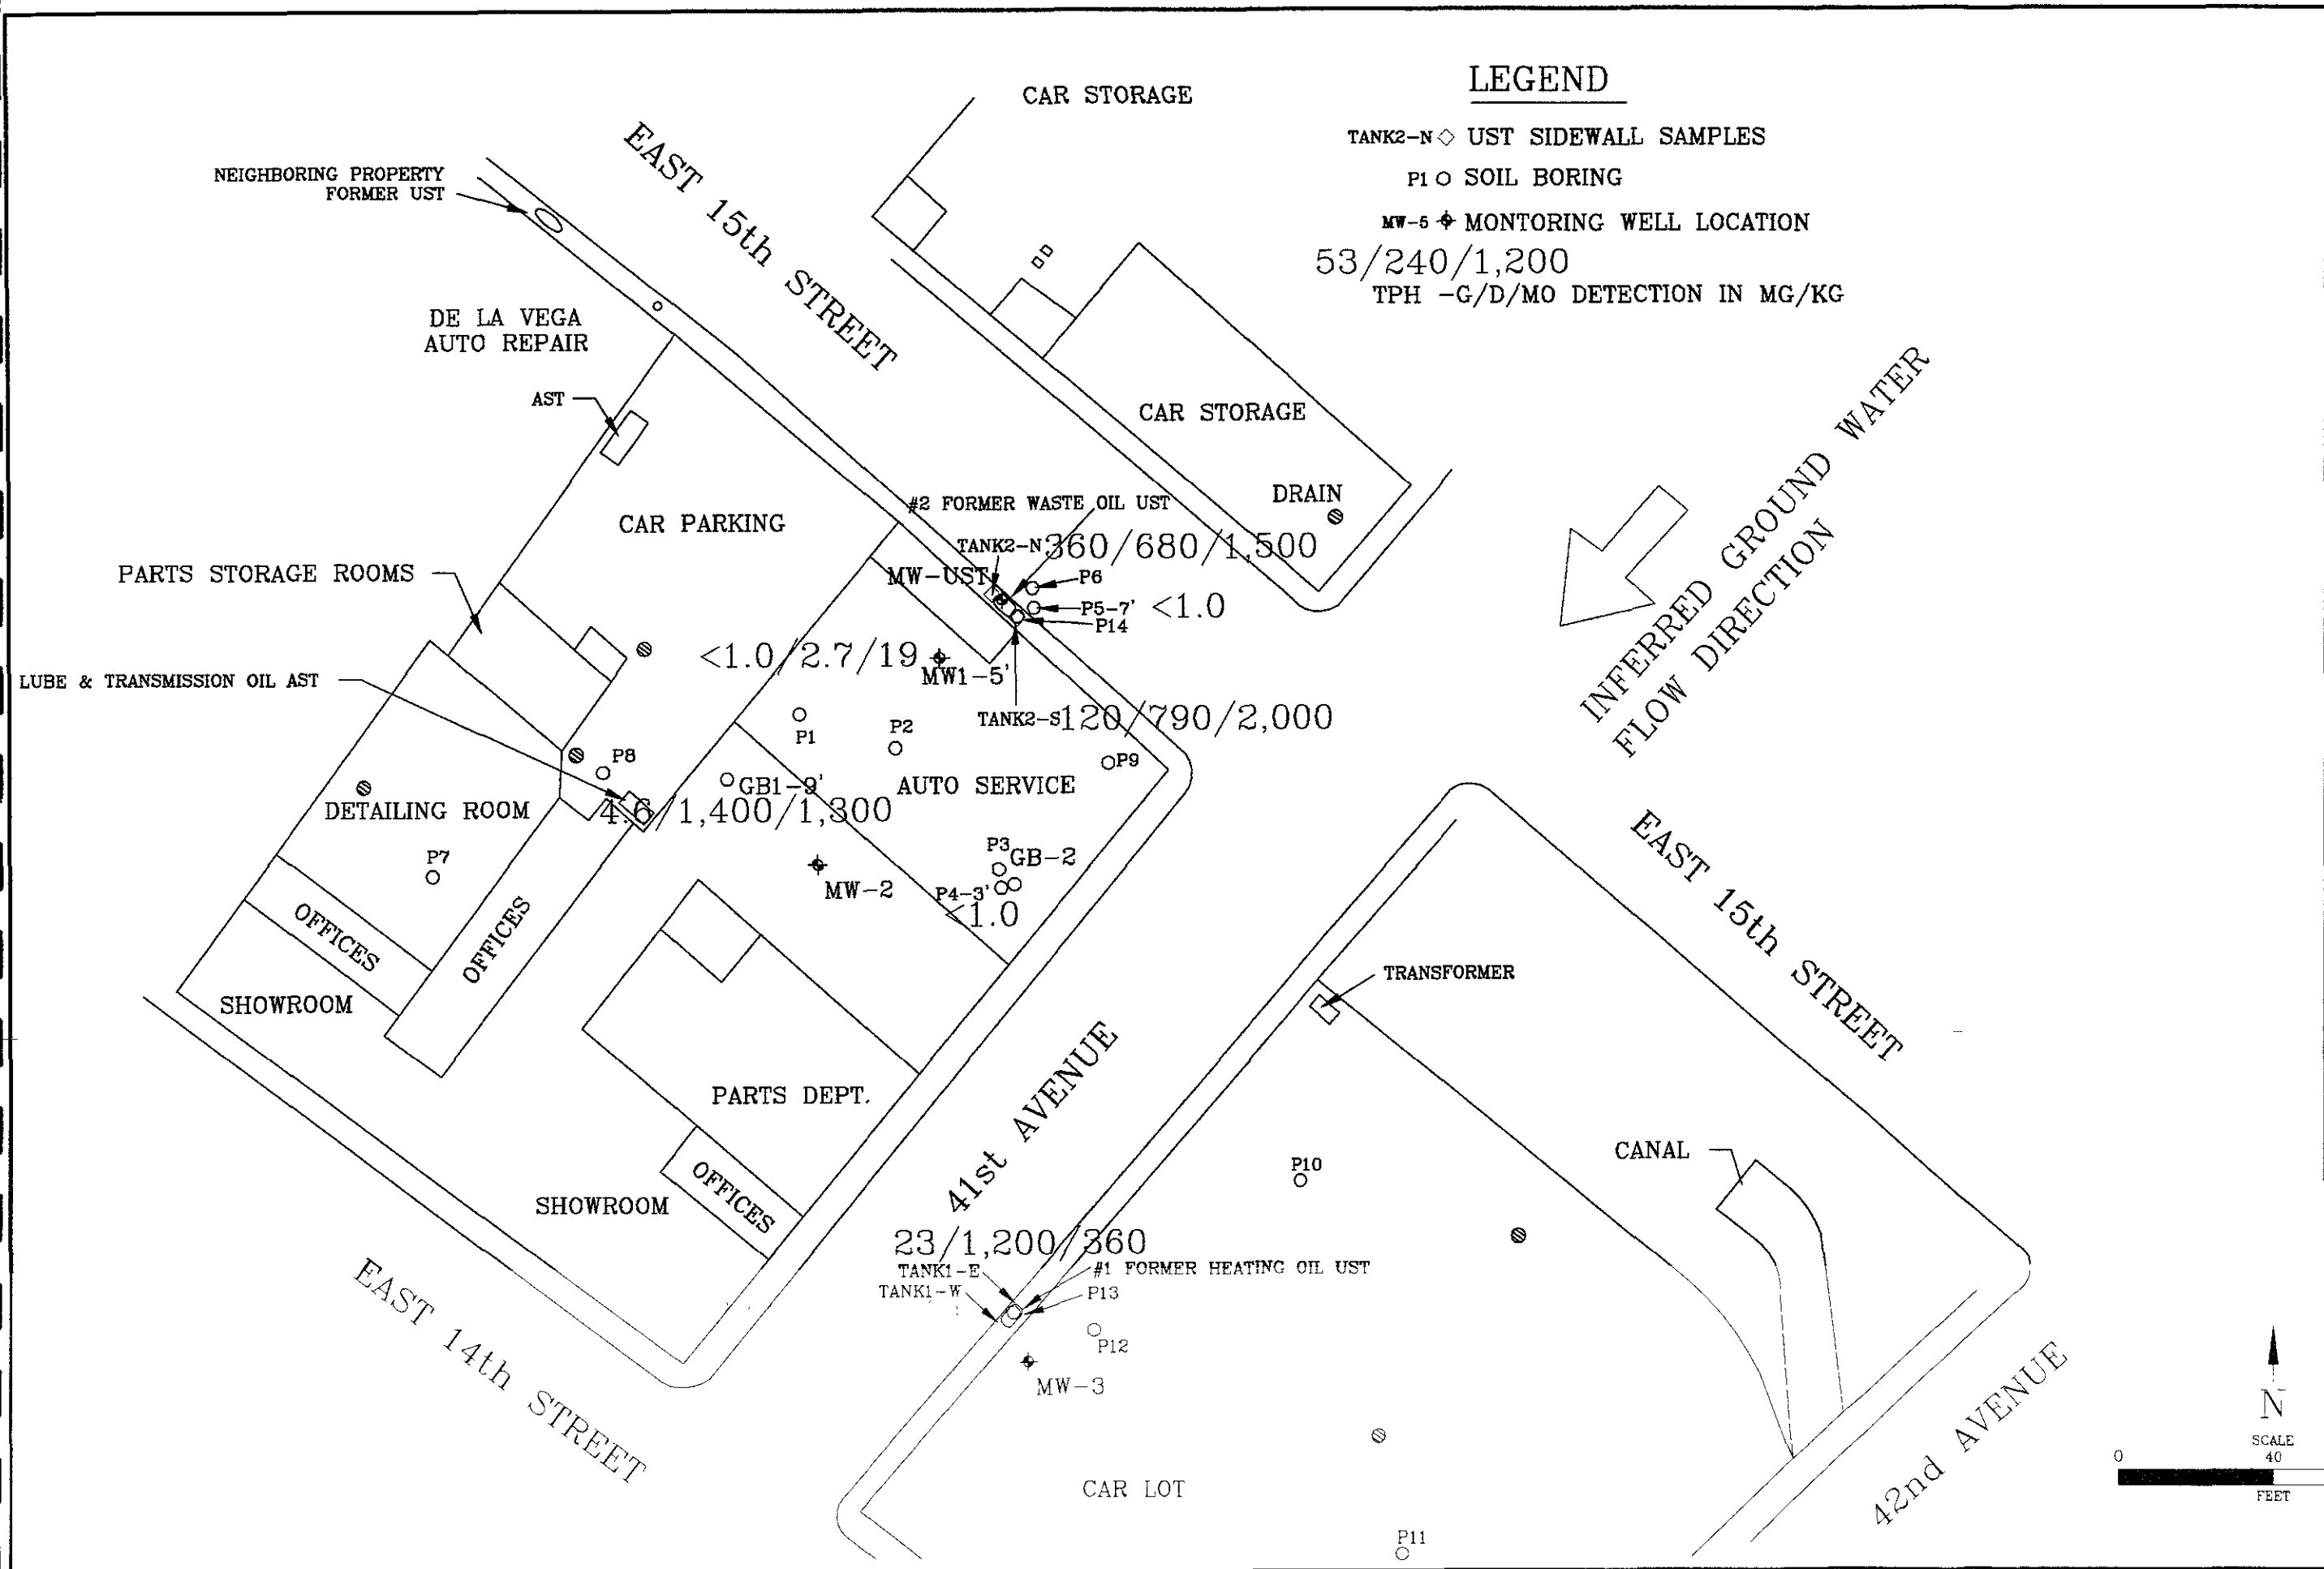 LEGEND
TANK2-N ◇ UST SIDEWALL SAMPLES
P1 O SOIL BORING
MW-5 MONTORING WELL LOCATION
53/240/1,200
TPH -G/D/MO DETECTION IN MG/KG
CAR STORAGE
EAST 15th STREET
NEIGHBORING PROPERTY
FORMER UST
DE LA VEGA
AUTO REPAIR
AST
CAR STORAGE
INFERRED GROUND WATER
FLOW DIRECTION
DRAIN
#2 FORMER WASTE OIL UST
CAR PARKING
TANK2-N
360/680/1,500
PARTS STORAGE ROOMS
MW-UST
P6
P5-7'
<1.0
P14
<1.0/2.7/19
MW1-5'
LUBE & TRANSMISSION OIL AST
TANK2-S
120/790/2,000
P1
P2
P8
P9
GB1-9'
AUTO SERVICE
DETAILING ROOM
4.6/1,400/1,300
P7
P3
GB-2
MW-2
P4-3'
<1.0
OFFICES
OFFICES
SHOWROOM
EAST 15th STREET
TRANSFORMER
PARTS DEPT.
41st AVENUE
CANAL
P10
OFFICES
SHOWROOM
23/1,200/360
TANK1-E
#1 FORMER HEATING OIL UST
TANK1-W
P13
EAST 14th STREET
P12
MW-3
42nd AVENUE
N
SCALE
0
40
FEET
CAR LOT
P11